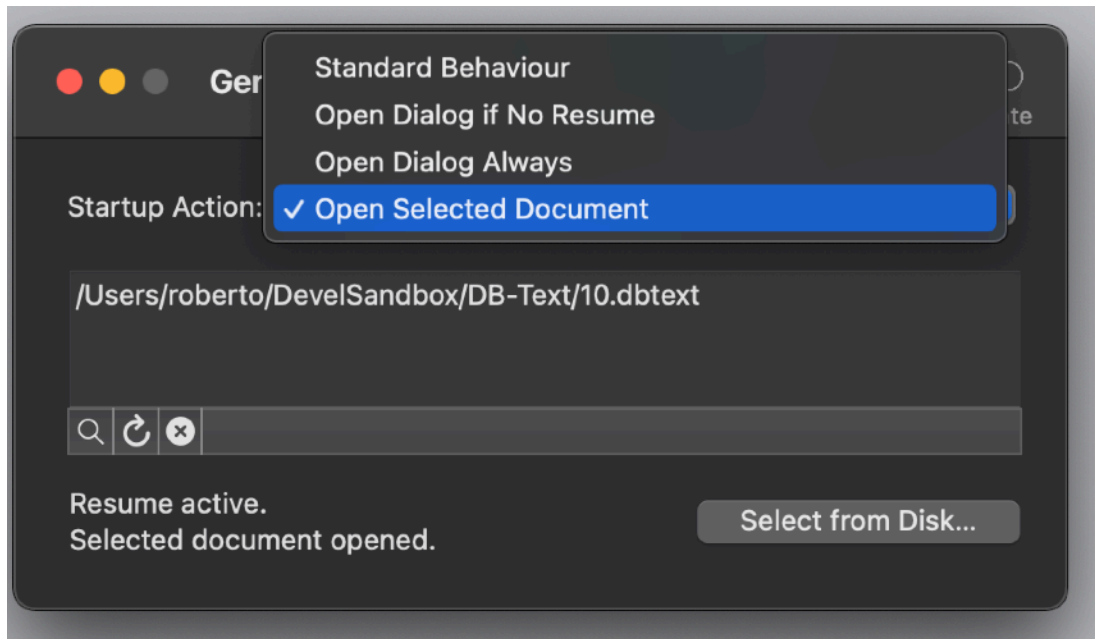 Standard Behaviour
Open Dialog if No Resume
Open Dialog Always
Startup Action: ✓ Open Selected Document
/Users/roberto/DevelSandbox/DB-Text/10.dbtext
Resume active.
Selected document opened.
Select from Disk...